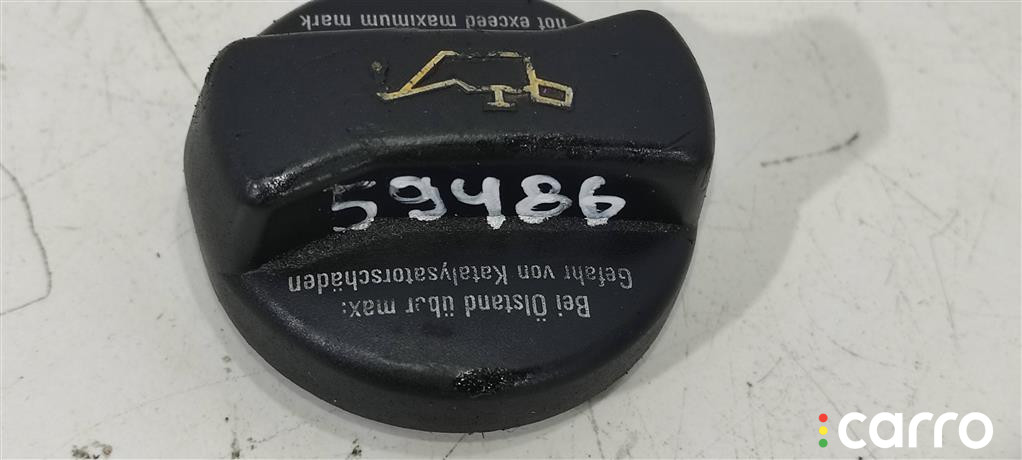 not exceed maximum mark
59486
Bei Ölstand über max:
Gefahr von Katalysatorschäden
carro